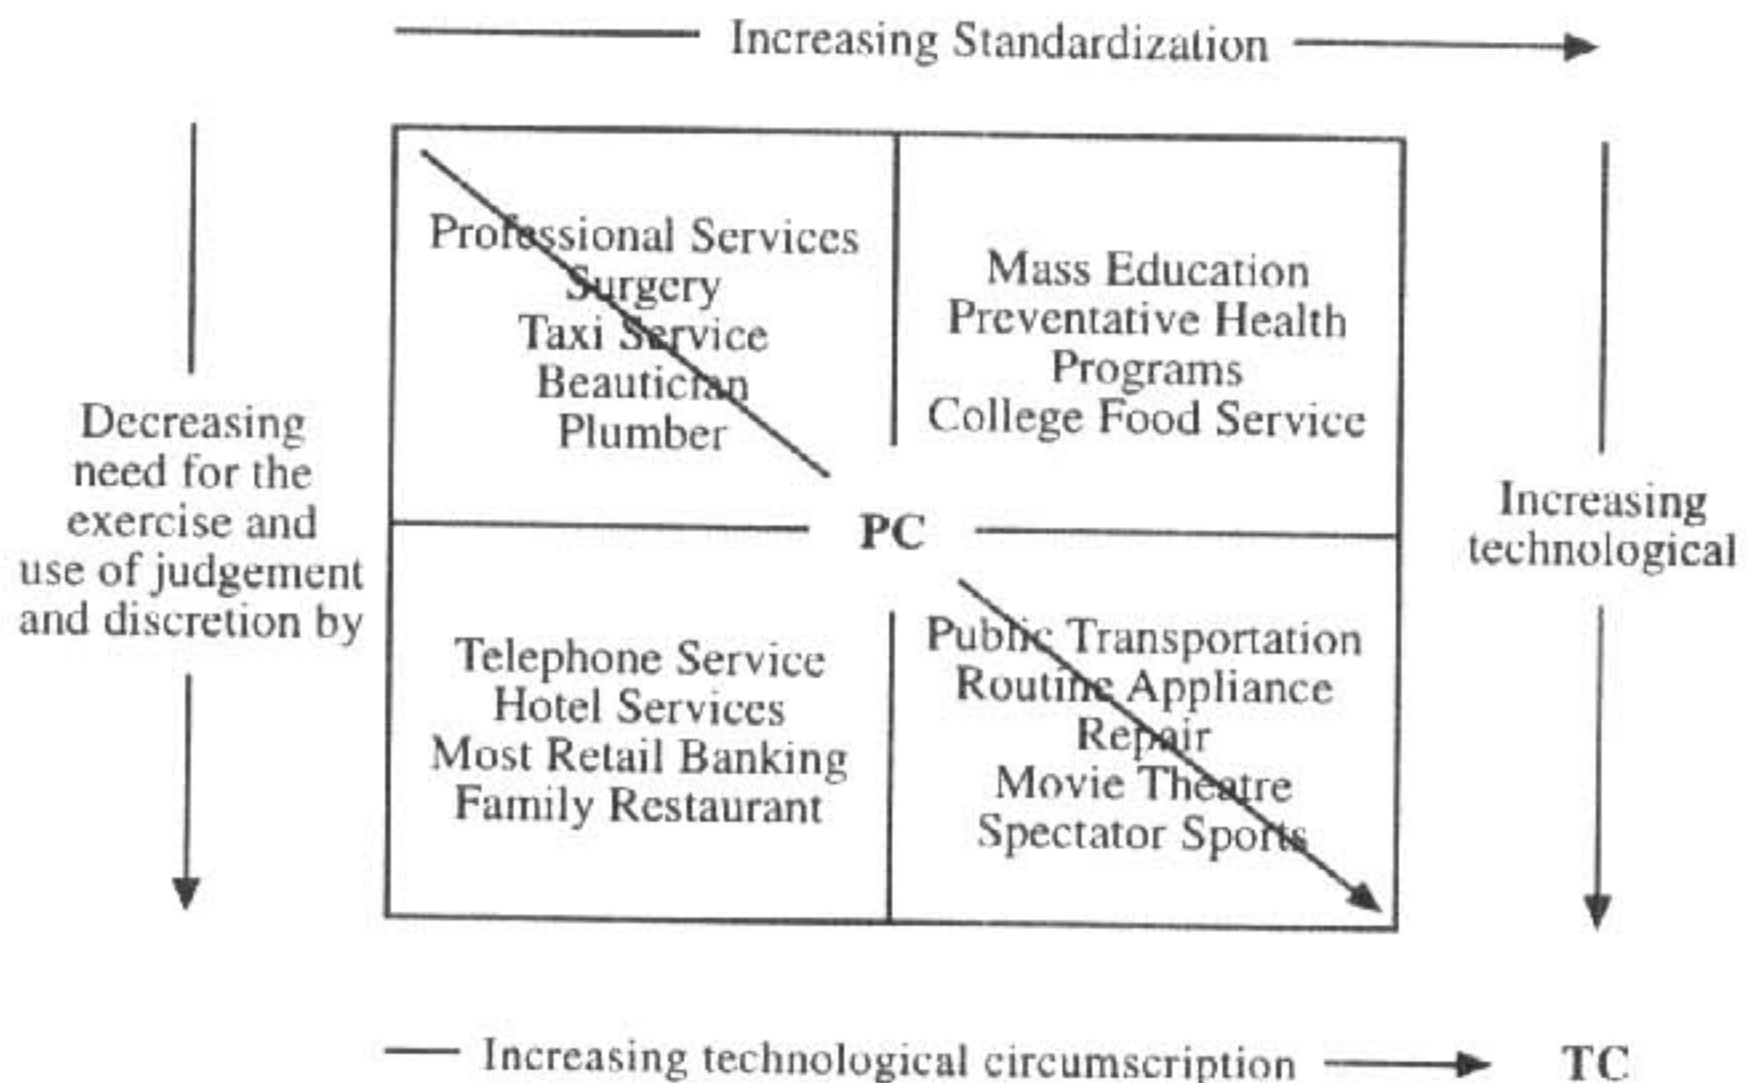 Increasing Standardization
Professional Services
Surgery
Taxi Service
Beautician
Plumber
Mass Education
Preventative Health
Programs
College Food Service
Decreasing
need for the
exercise and
use of judgement
and discretion by
PC
Increasing
technological
Telephone Service
Hotel Services
Most Retail Banking
Family Restaurant
Public Transportation
Routine Appliance
Repair
Movie Theatre
Spectator Sports
Increasing technological circumscription
TC